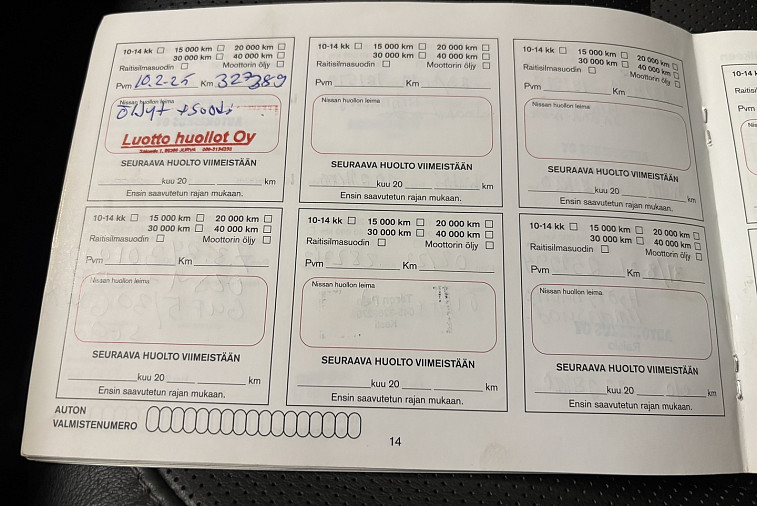 10-14 kk 15 000 km 20 000 km
30 000 km 40 000 km
Raitisilmasuodin Moottorin öljy
Pvm 10.2-25 Km 327389
Nissan huollon leima
öljyt + suod.
Luotto huollot Oy
SEURAAVA HUOLTO VIIMEISTÄÄN
kuu 20 km
Ensin saavutetun rajan mukaan.
10-14 kk 15 000 km 20 000 km
30 000 km 40 000 km
Raitisilmasuodin Moottorin öljy
Pvm Km
Nissan huollon leima
SEURAAVA HUOLTO VIIMEISTÄÄN
kuu 20 km
Ensin saavutetun rajan mukaan.
10-14 kk 15 000 km 20 000 km
30 000 km 40 000 km
Raitisilmasuodin Moottorin öljy
Pvm Km
Nissan huollon leima
SEURAAVA HUOLTO VIIMEISTÄÄN
kuu 20 km
Ensin saavutetun rajan mukaan.
10-14 kk 15 000 km 20 000 km
30 000 km 40 000 km
Raitisilmasuodin Moottorin öljy
Pvm Km
Nissan huollon leima
SEURAAVA HUOLTO VIIMEISTÄÄN
kuu 20 km
Ensin saavutetun rajan mukaan.
10-14 kk 15 000 km 20 000 km
30 000 km 40 000 km
Raitisilmasuodin Moottorin öljy
Pvm Km
Nissan huollon leima
SEURAAVA HUOLTO VIIMEISTÄÄN
kuu 20 km
Ensin saavutetun rajan mukaan.
10-14 kk 15 000 km 20 000 km
30 000 km 40 000 km
Raitisilmasuodin Moottorin öljy
Pvm Km
Nissan huollon leima
SEURAAVA HUOLTO VIIMEISTÄÄN
kuu 20 km
Ensin saavutetun rajan mukaan.
AUTON
VALMISTENUMERO
14
10-14
Pvm